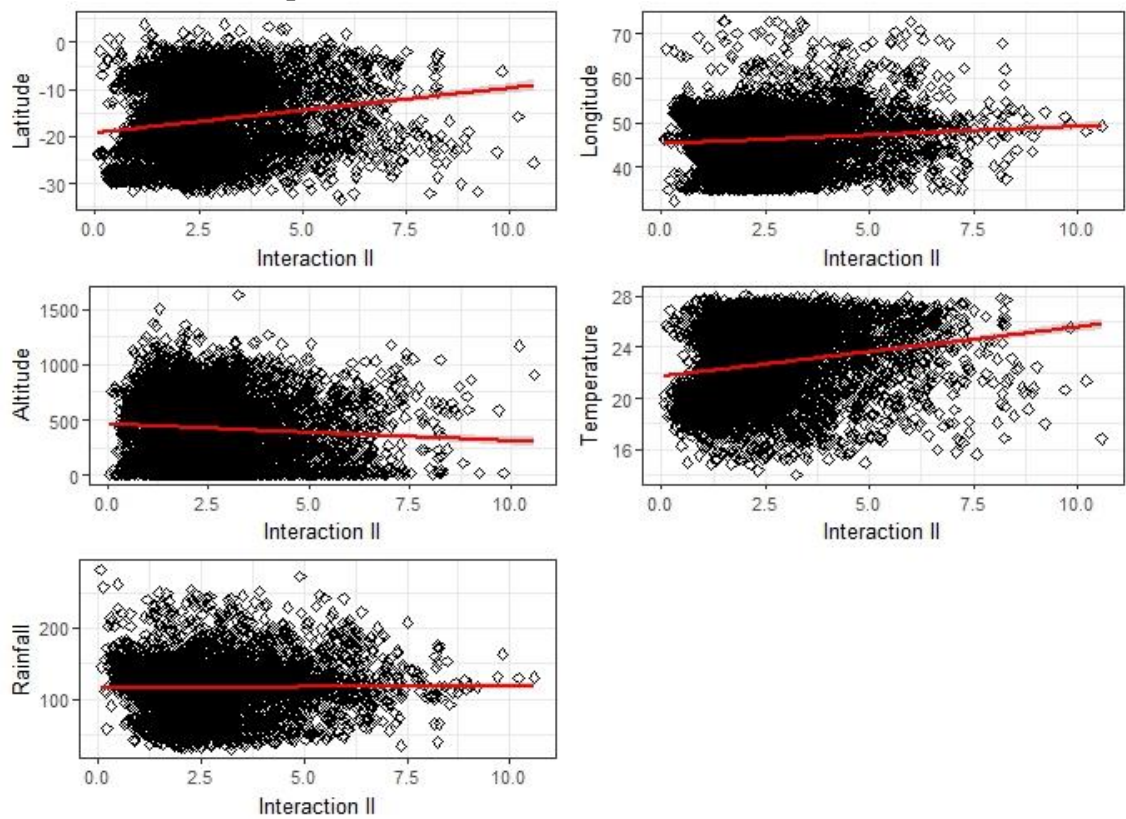 Latitude
0
-10
-20
-30
0.0 2.5 5.0 7.5 10.0
Interaction II
Longitude
70
60
50
40
0.0 2.5 5.0 7.5 10.0
Interaction II
Altitude
1500
1000
500
0
0.0 2.5 5.0 7.5 10.0
Interaction II
Temperature
28
24
20
16
0.0 2.5 5.0 7.5 10.0
Interaction II
Rainfall
200
100
0.0 2.5 5.0 7.5 10.0
Interaction II